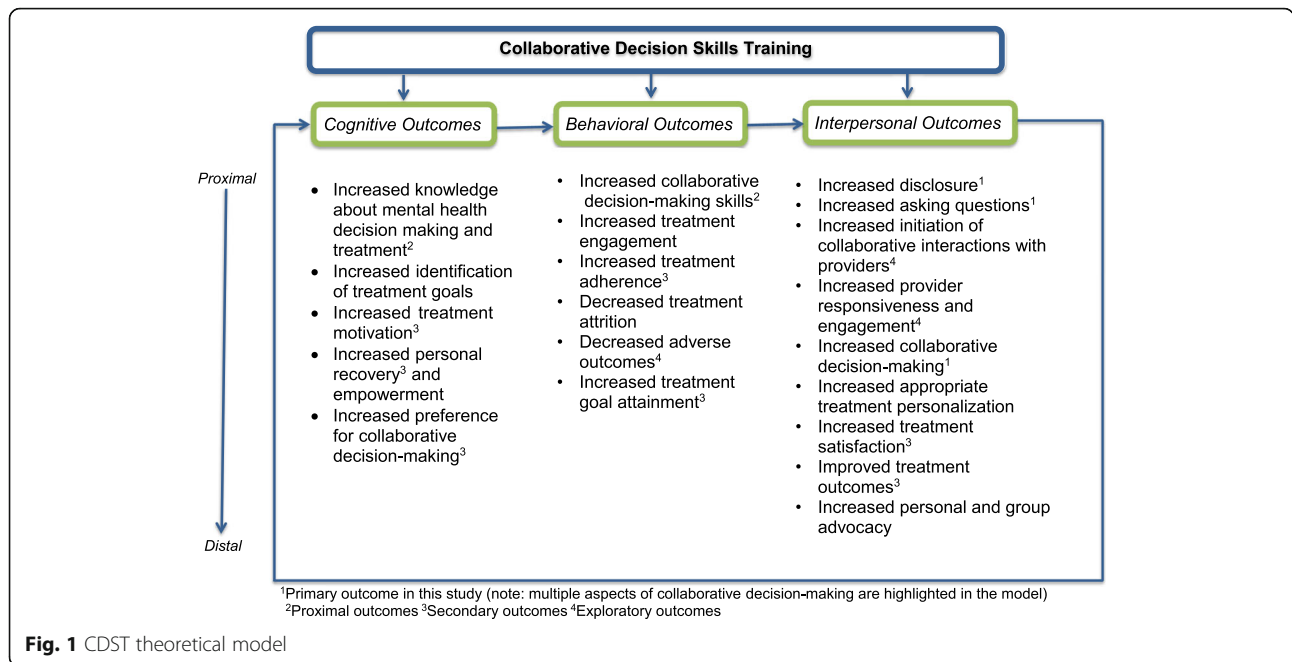 Collaborative Decision Skills Training
Cognitive Outcomes
Behavioral Outcomes
Interpersonal Outcomes
Proximal
Distal
• Increased knowledge
about mental health
decision making and
treatment²
• Increased identification
of treatment goals
• Increased treatment
motivation³
• Increased personal
recovery³ and
empowerment
• Increased preference
for collaborative
decision-making³
• Increased collaborative
decision-making skills²
• Increased treatment
engagement
• Increased treatment
adherence³
• Decreased treatment
attrition
• Decreased adverse
outcomes⁴
• Increased treatment
goal attainment³
• Increased disclosure¹
• Increased asking questions¹
• Increased initiation of
collaborative interactions with
providers⁴
• Increased provider
responsiveness and
engagement⁴
• Increased collaborative
decision-making¹
• Increased appropriate
treatment personalization
• Increased treatment
satisfaction³
• Improved treatment
outcomes³
• Increased personal and group
advocacy
¹Primary outcome in this study (note: multiple aspects of collaborative decision-making are highlighted in the model)
²Proximal outcomes ³Secondary outcomes ⁴Exploratory outcomes
Fig. 1 CDST theoretical model